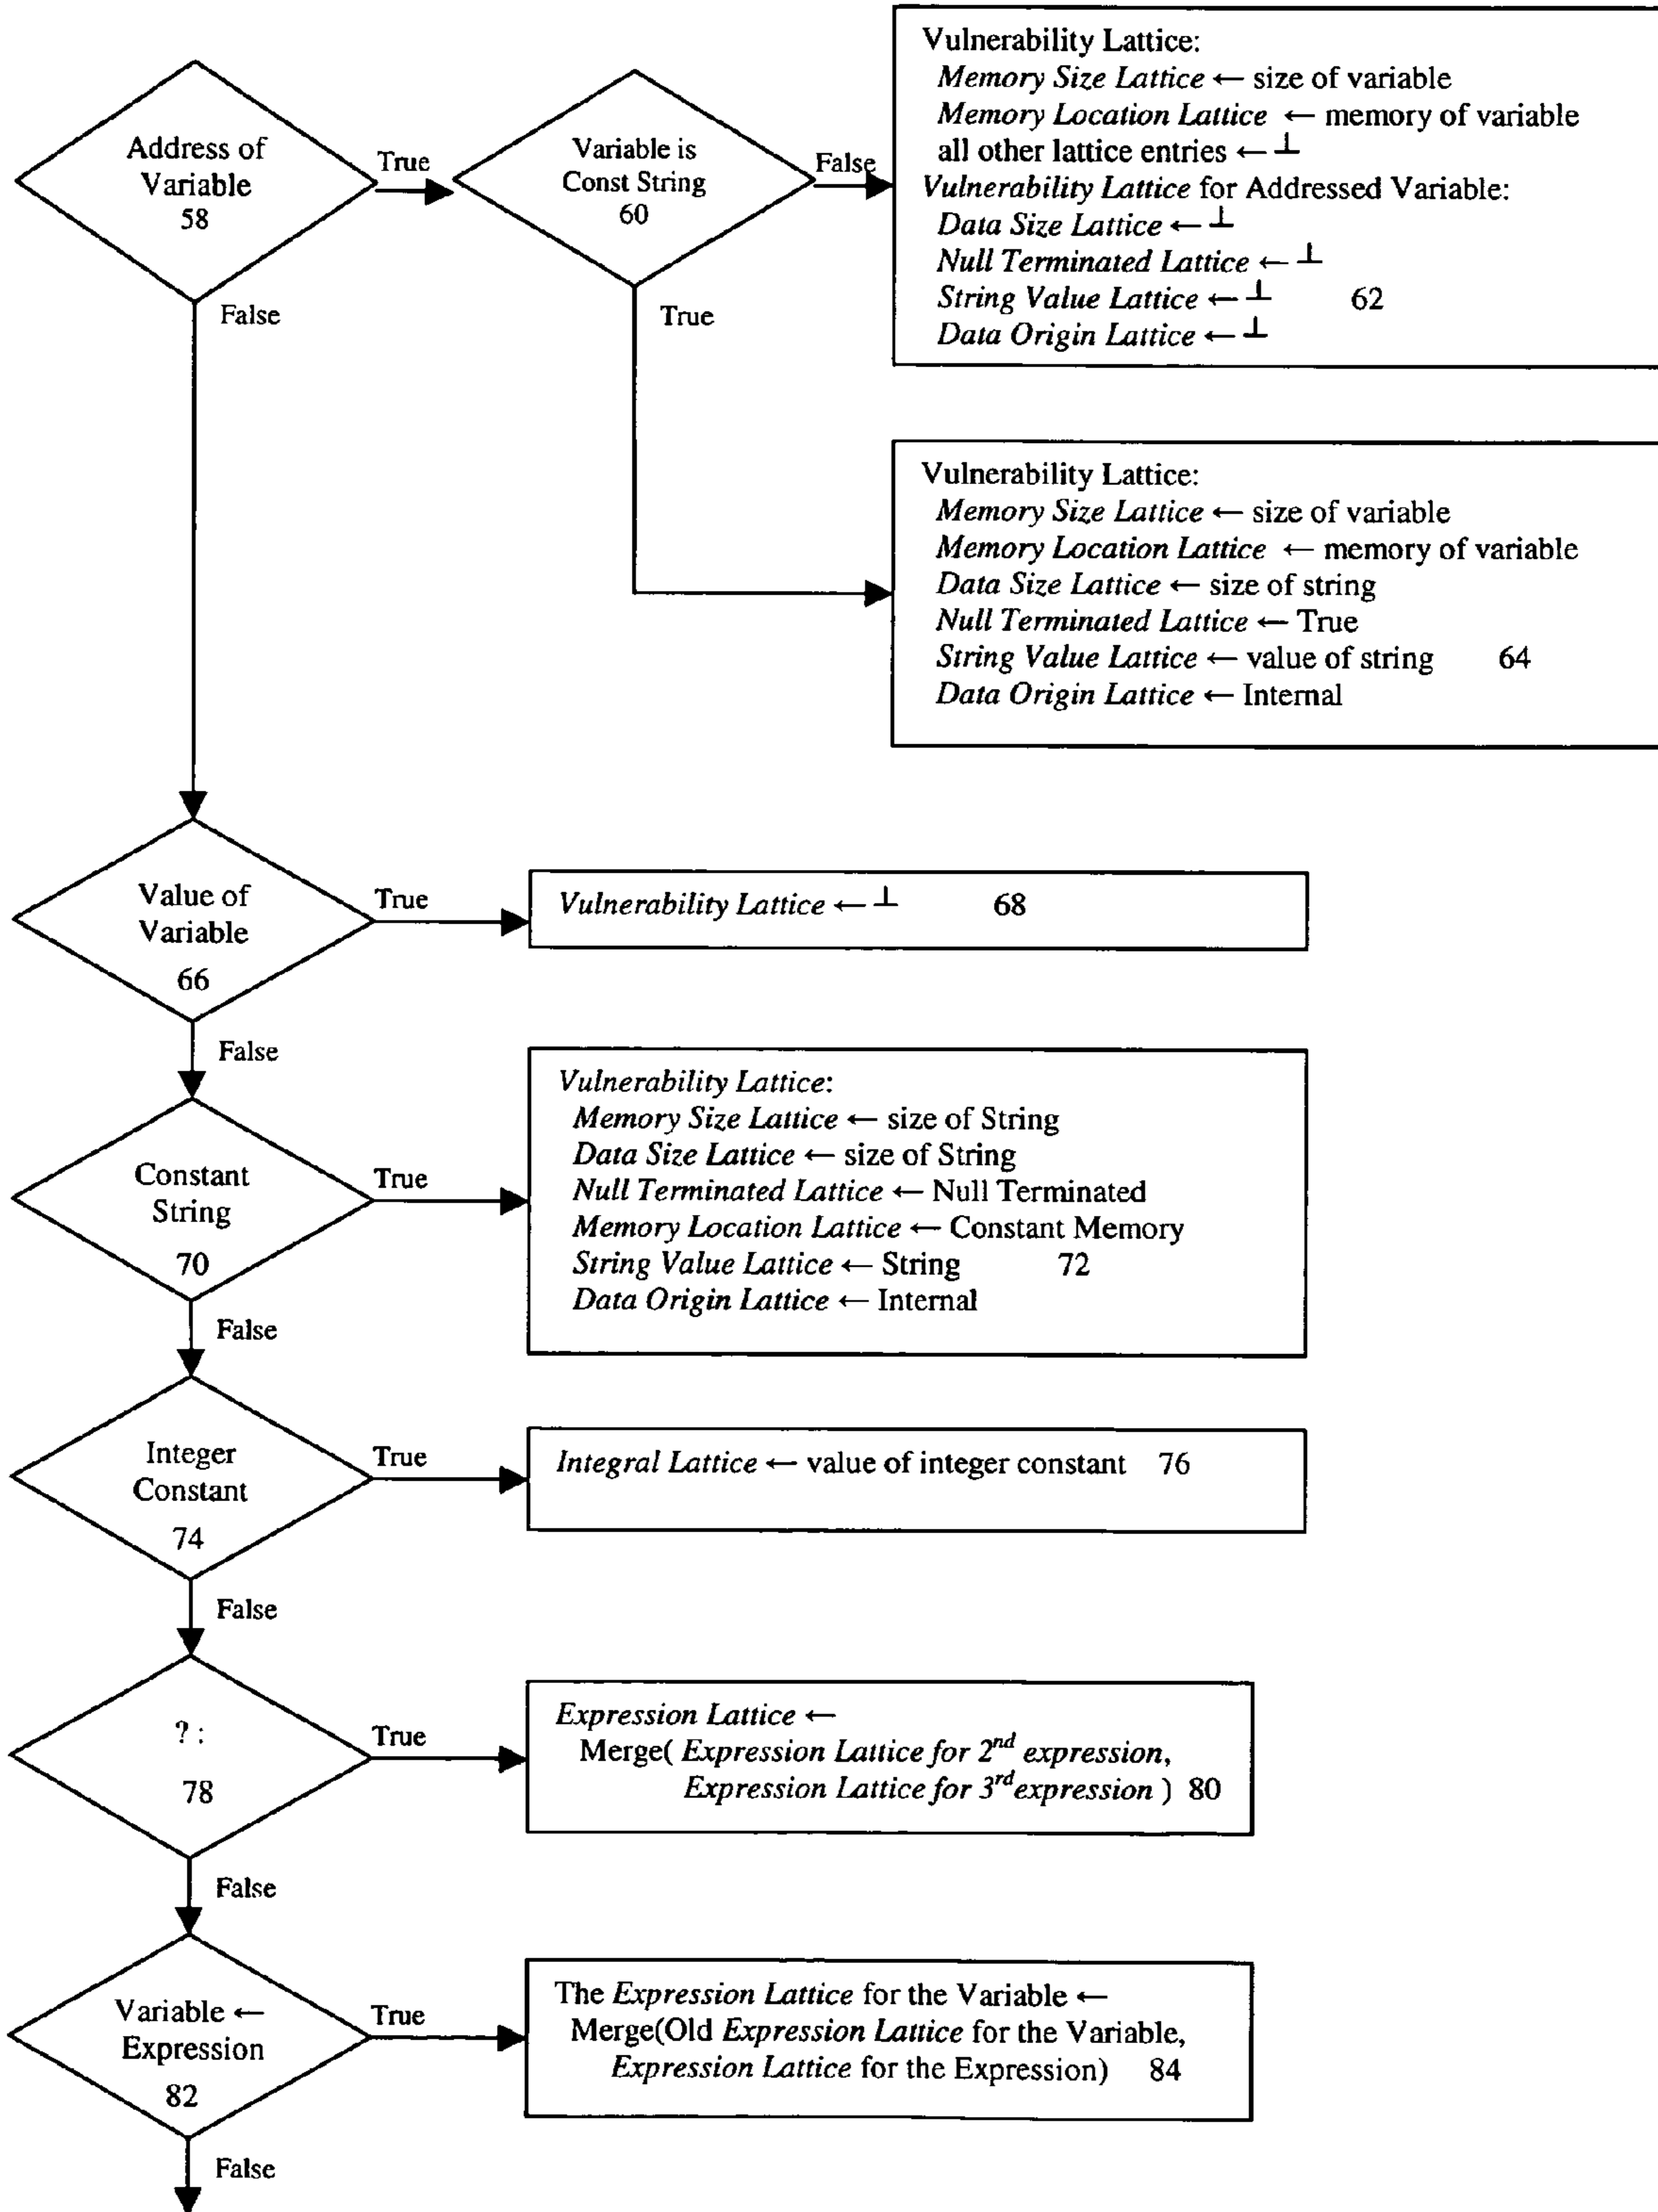 Address of
Variable
58
True
Variable is
Const String
60
False
Vulnerability Lattice:
Memory Size Lattice ← size of variable
Memory Location Lattice ← memory of variable
all other lattice entries ← ⊥
Vulnerability Lattice for Addressed Variable:
Data Size Lattice ← ⊥
Null Terminated Lattice ← ⊥
String Value Lattice ← ⊥ 62
Data Origin Lattice ← ⊥
False
True
Vulnerability Lattice:
Memory Size Lattice ← size of variable
Memory Location Lattice ← memory of variable
Data Size Lattice ← size of string
Null Terminated Lattice ← True
String Value Lattice ← value of string 64
Data Origin Lattice ← Internal
Value of
Variable
66
True
Vulnerability Lattice ← ⊥ 68
False
Constant
String
70
True
Vulnerability Lattice:
Memory Size Lattice ← size of String
Data Size Lattice ← size of String
Null Terminated Lattice ← Null Terminated
Memory Location Lattice ← Constant Memory
String Value Lattice ← String 72
Data Origin Lattice ← Internal
False
Integer
Constant
74
True
Integral Lattice ← value of integer constant 76
False
? :
78
True
Expression Lattice ←
Merge( Expression Lattice for 2nd expression,
Expression Lattice for 3rd expression ) 80
False
Variable ←
Expression
82
True
The Expression Lattice for the Variable ←
Merge(Old Expression Lattice for the Variable,
Expression Lattice for the Expression) 84
False